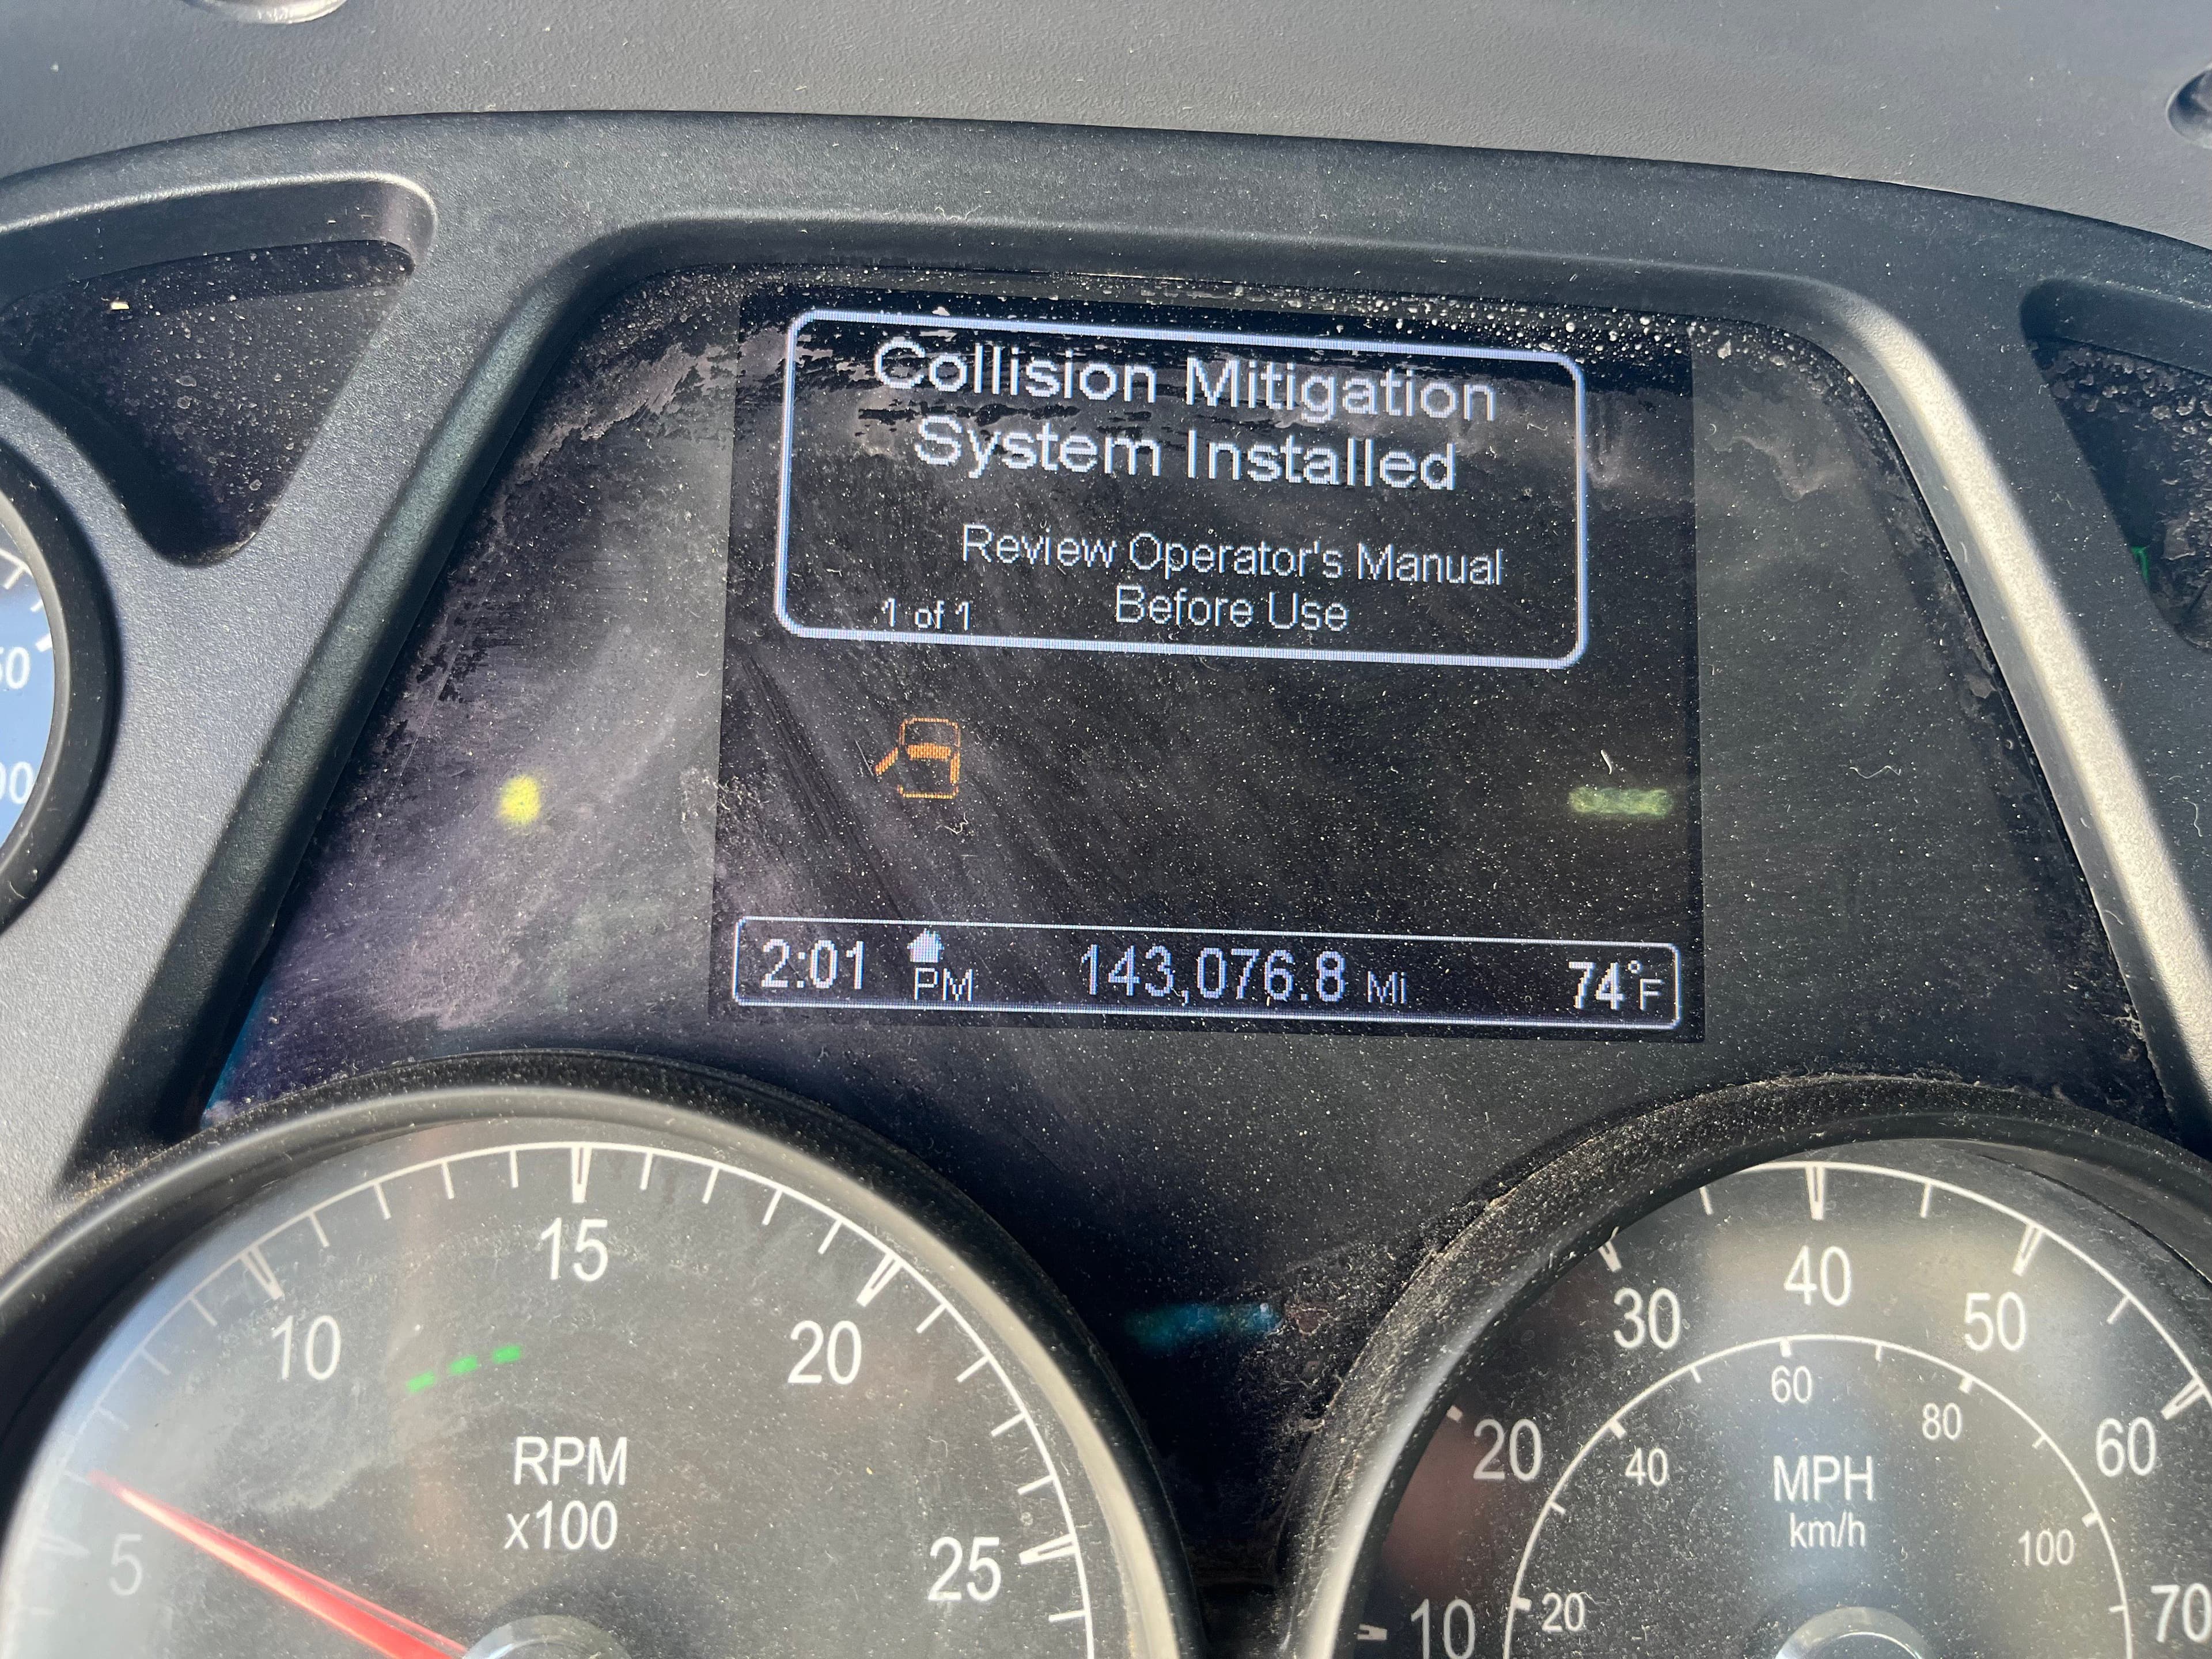 Collision Mitigation
System Installed
Review Operator's Manual
Before Use
1 of 1
2:01 PM 143,076.8 Mi 74°F
5
10
15
20
25
RPM
x100
10
20
30
40
50
60
70
20
40
60
80
100
MPH
km/h